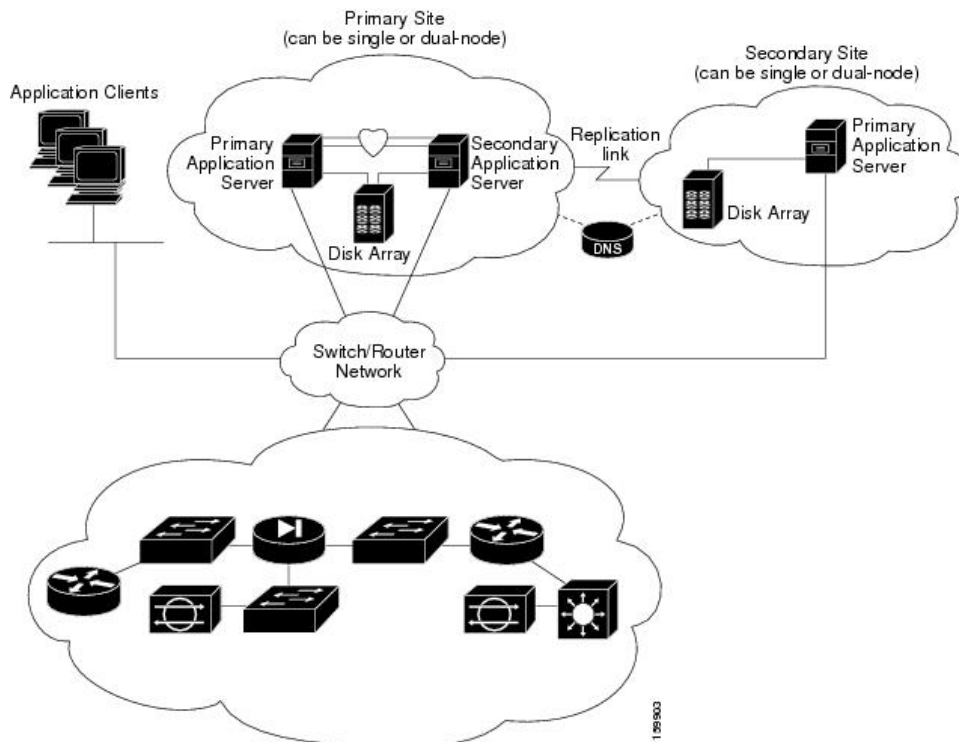 Primary Site
(can be single or dual-node)
Secondary Site
(can be single or dual-node)
Application Clients
Primary
Application
Server
Secondary
Application
Server
Disk Array
Replication
link
DNS
Primary
Application
Server
Disk Array
Switch/Router
Network
159903